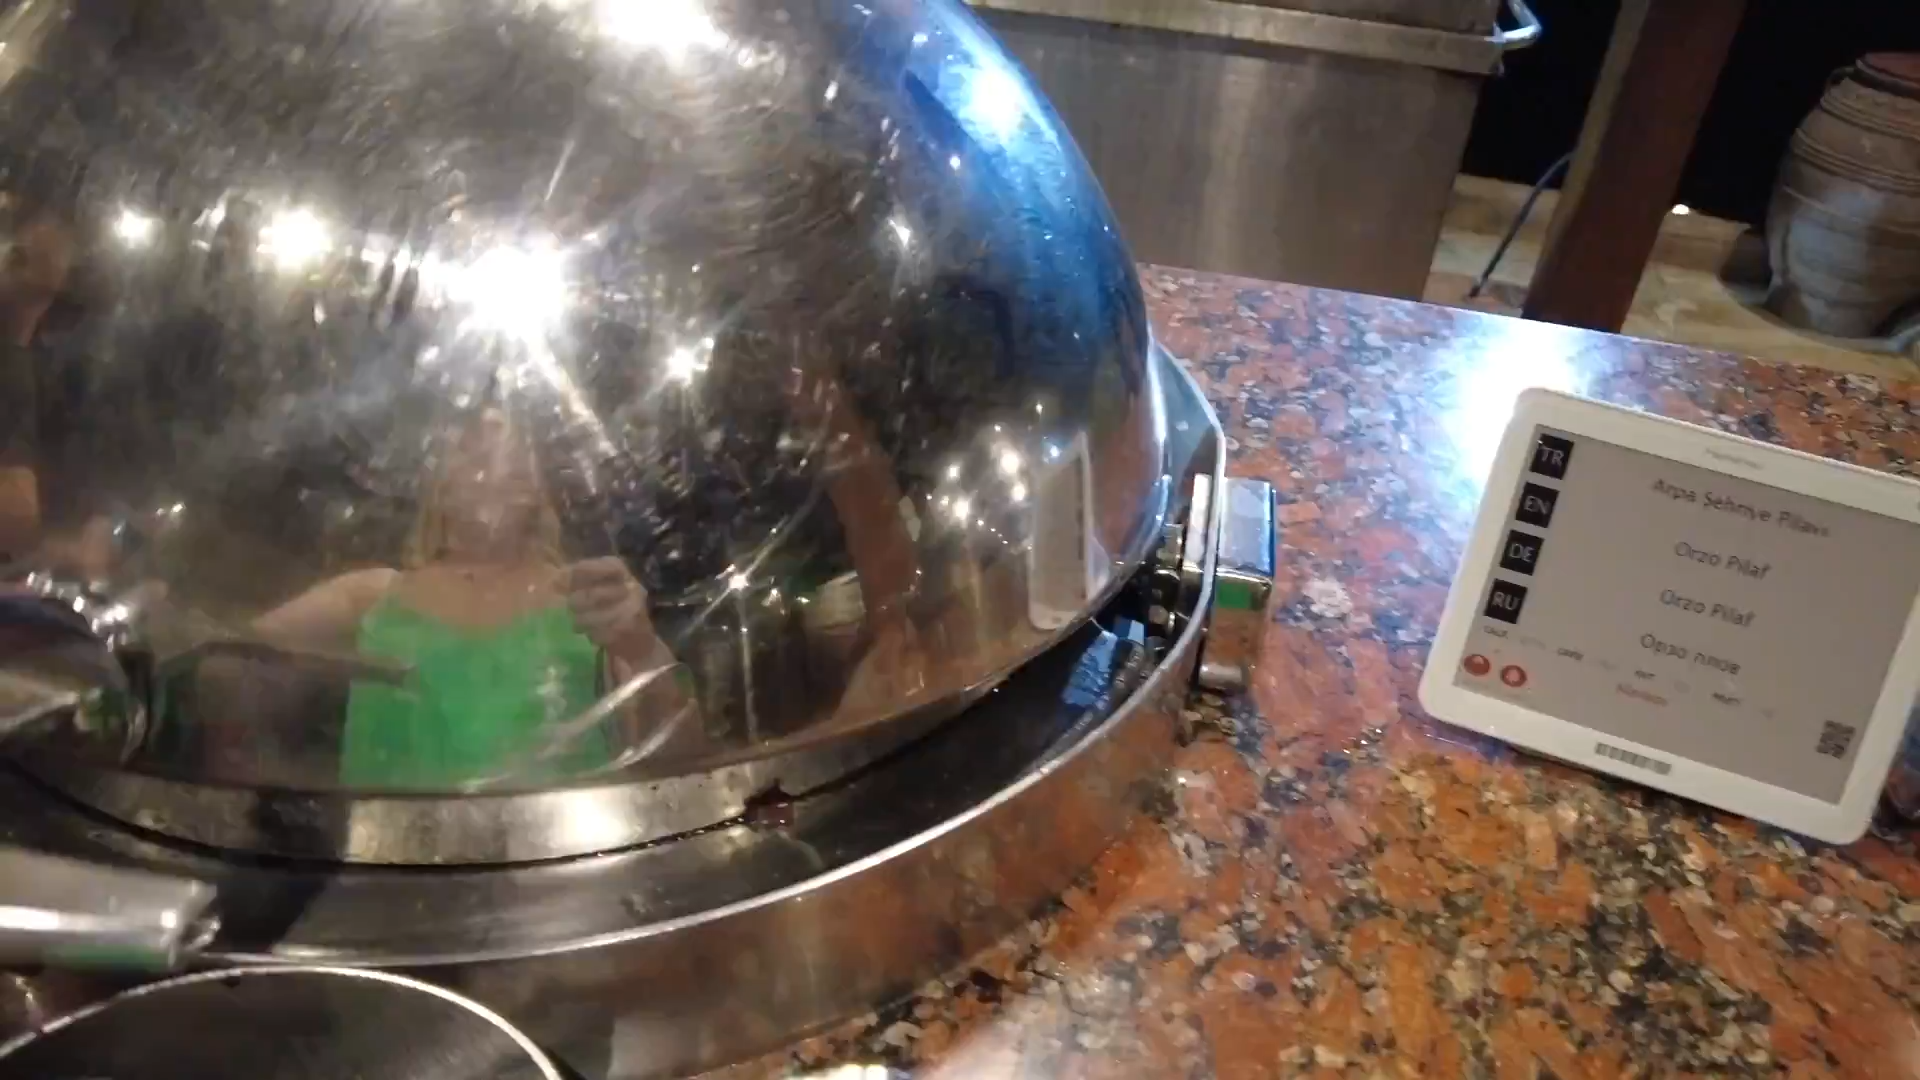 TR
Arpa Şehriye Pilavı
EN
Orzo Pilaf
DE
Orzo Pilaf
RU
Орзо плов